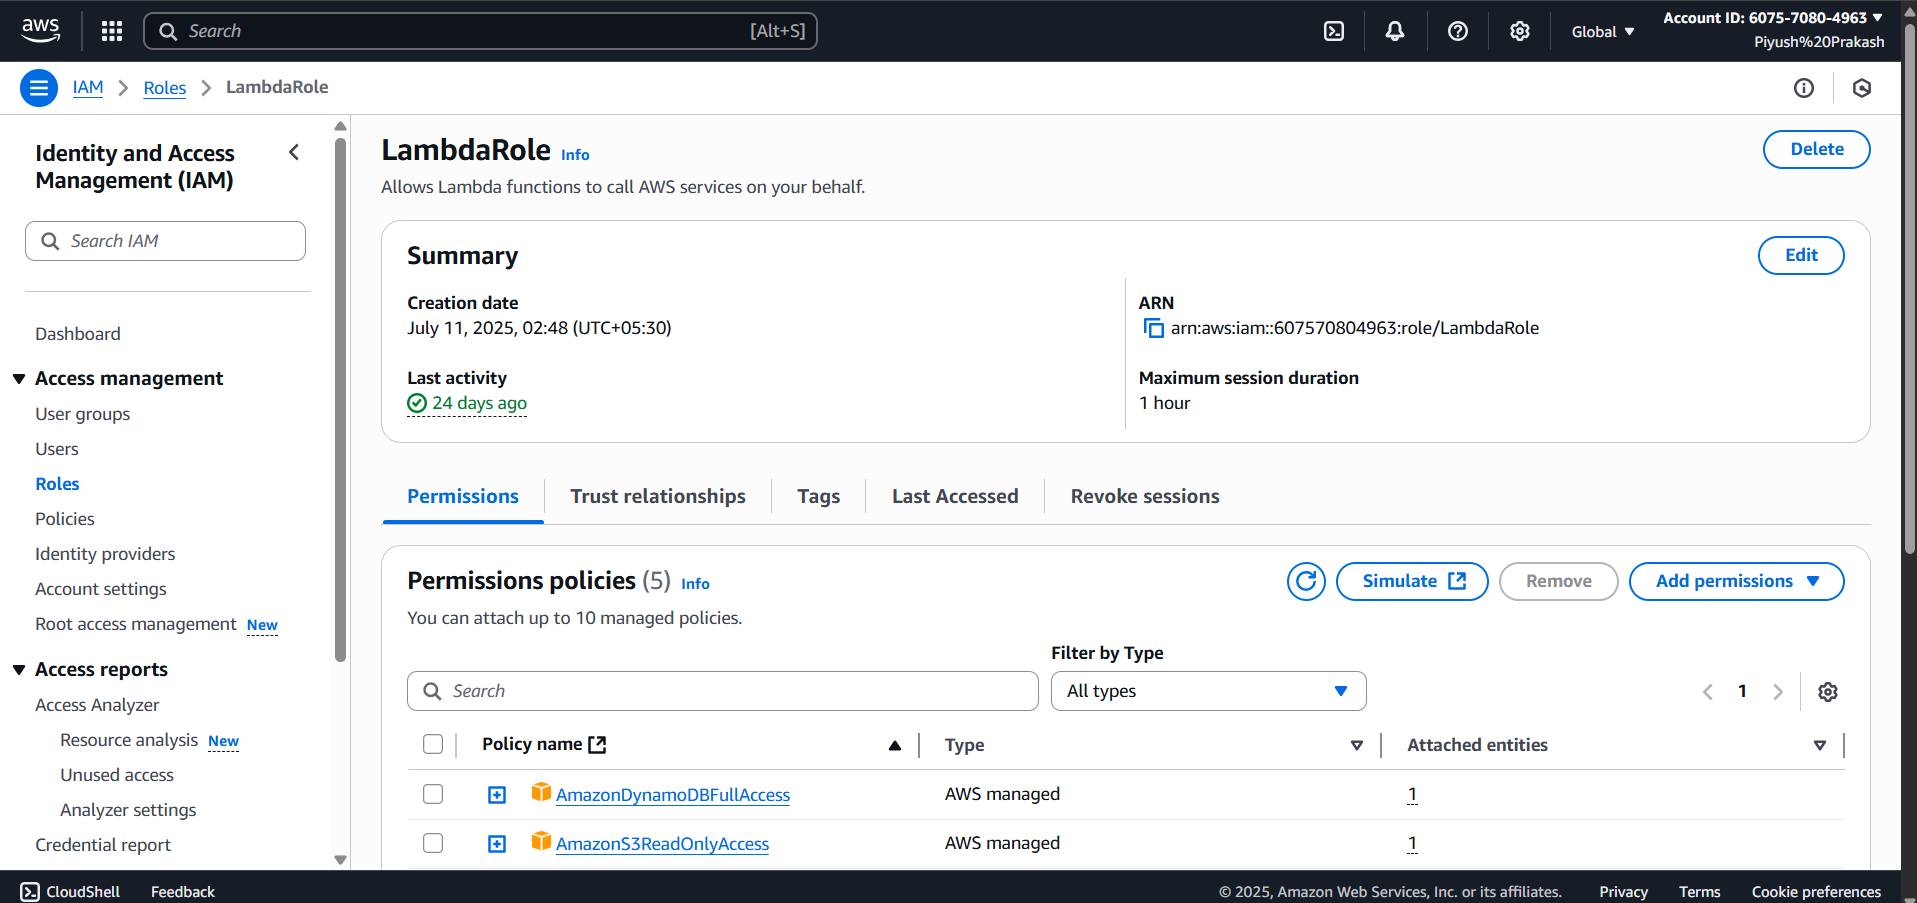 aws
Search
[Alt+S]
Global
Account ID: 6075-7080-4963
Piyush%20Prakash
IAM
Roles
LambdaRole
Identity and Access
Management (IAM)
Search IAM
Dashboard
Access management
User groups
Users
Roles
Policies
Identity providers
Account settings
Root access management New
Access reports
Access Analyzer
Resource analysis New
Unused access
Analyzer settings
Credential report
LambdaRole Info
Delete
Allows Lambda functions to call AWS services on your behalf.
Summary
Edit
Creation date
July 11, 2025, 02:48 (UTC+05:30)
ARN
arn:aws:iam::607570804963:role/LambdaRole
Last activity
24 days ago
Maximum session duration
1 hour
Permissions
Trust relationships
Tags
Last Accessed
Revoke sessions
Permissions policies (5) Info
Simulate
Remove
Add permissions
You can attach up to 10 managed policies.
Filter by Type
Search
All types
1
Policy name
Type
Attached entities
AmazonDynamoDBFullAccess
AWS managed
1
AmazonS3ReadOnlyAccess
AWS managed
1
CloudShell
Feedback
© 2025, Amazon Web Services, Inc. or its affiliates.
Privacy
Terms
Cookie preferences